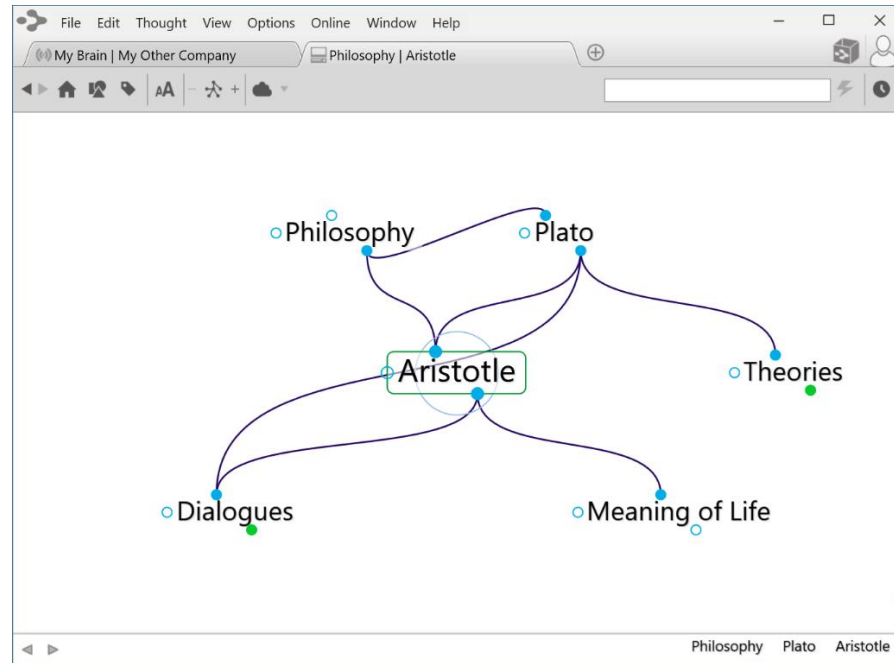 File Edit Thought View Options Online Window Help
My Brain | My Other Company Philosophy | Aristotle
AA
Philosophy Plato
Aristotle Theories
Dialogues Meaning of Life
Philosophy Plato Aristotle